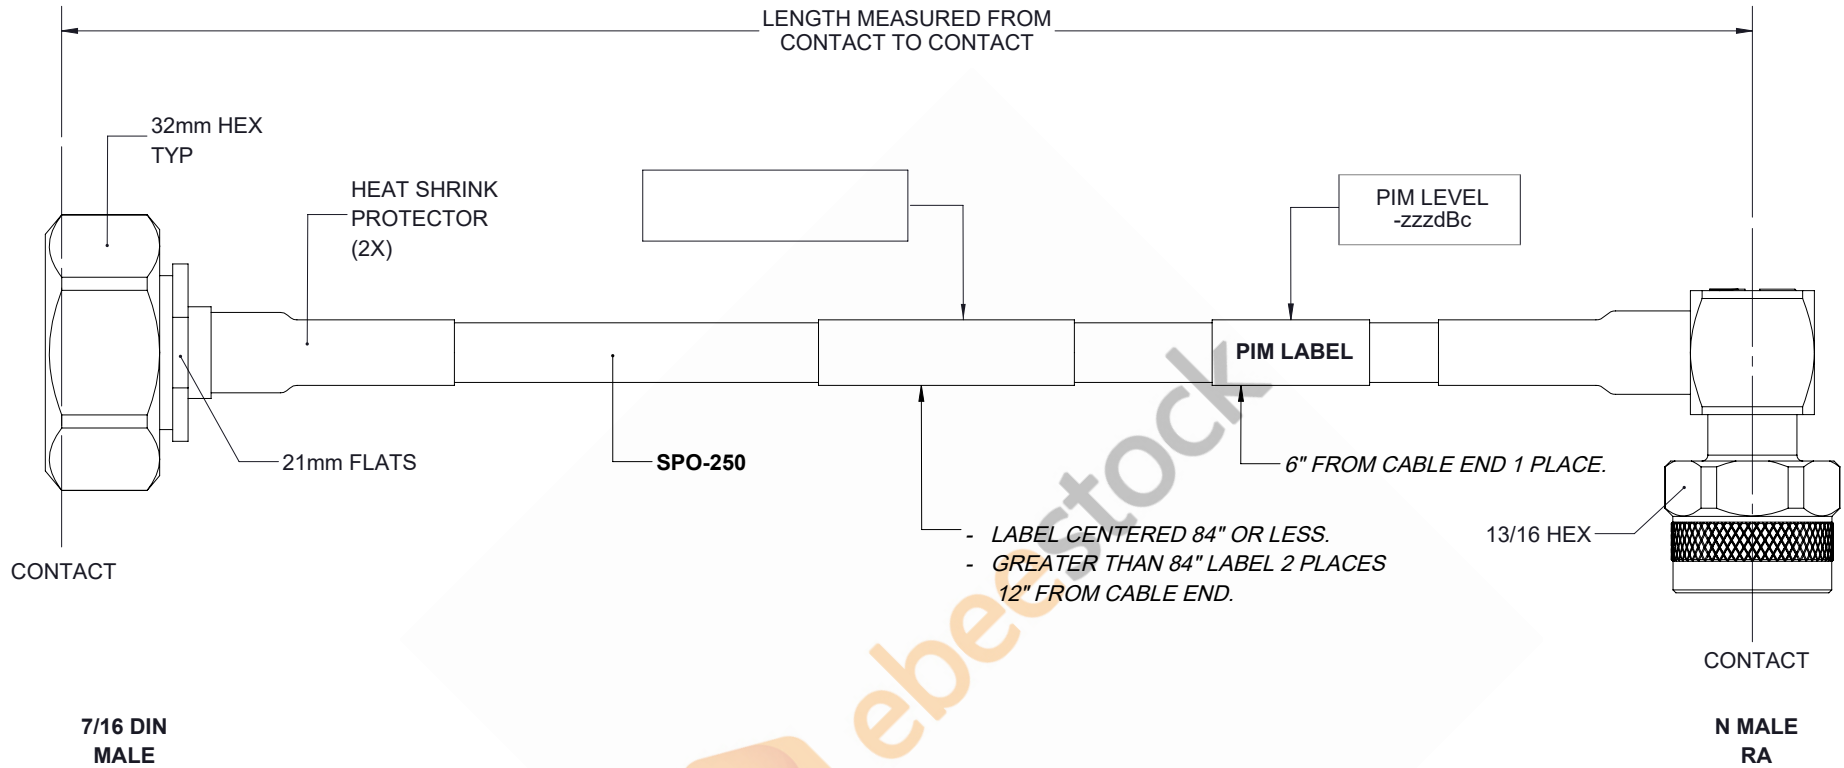 LENGTH MEASURED FROM
CONTACT TO CONTACT
32mm HEX
TYP
HEAT SHRINK
PROTECTOR
(2X)
PIM LEVEL
-zzzdBc
PIM LABEL
21mm FLATS
SPO-250
6" FROM CABLE END 1 PLACE.
- LABEL CENTERED 84" OR LESS.
- GREATER THAN 84" LABEL 2 PLACES
12" FROM CABLE END.
13/16 HEX
CONTACT
CONTACT
7/16 DIN
MALE
N MALE
RA
ebeestock